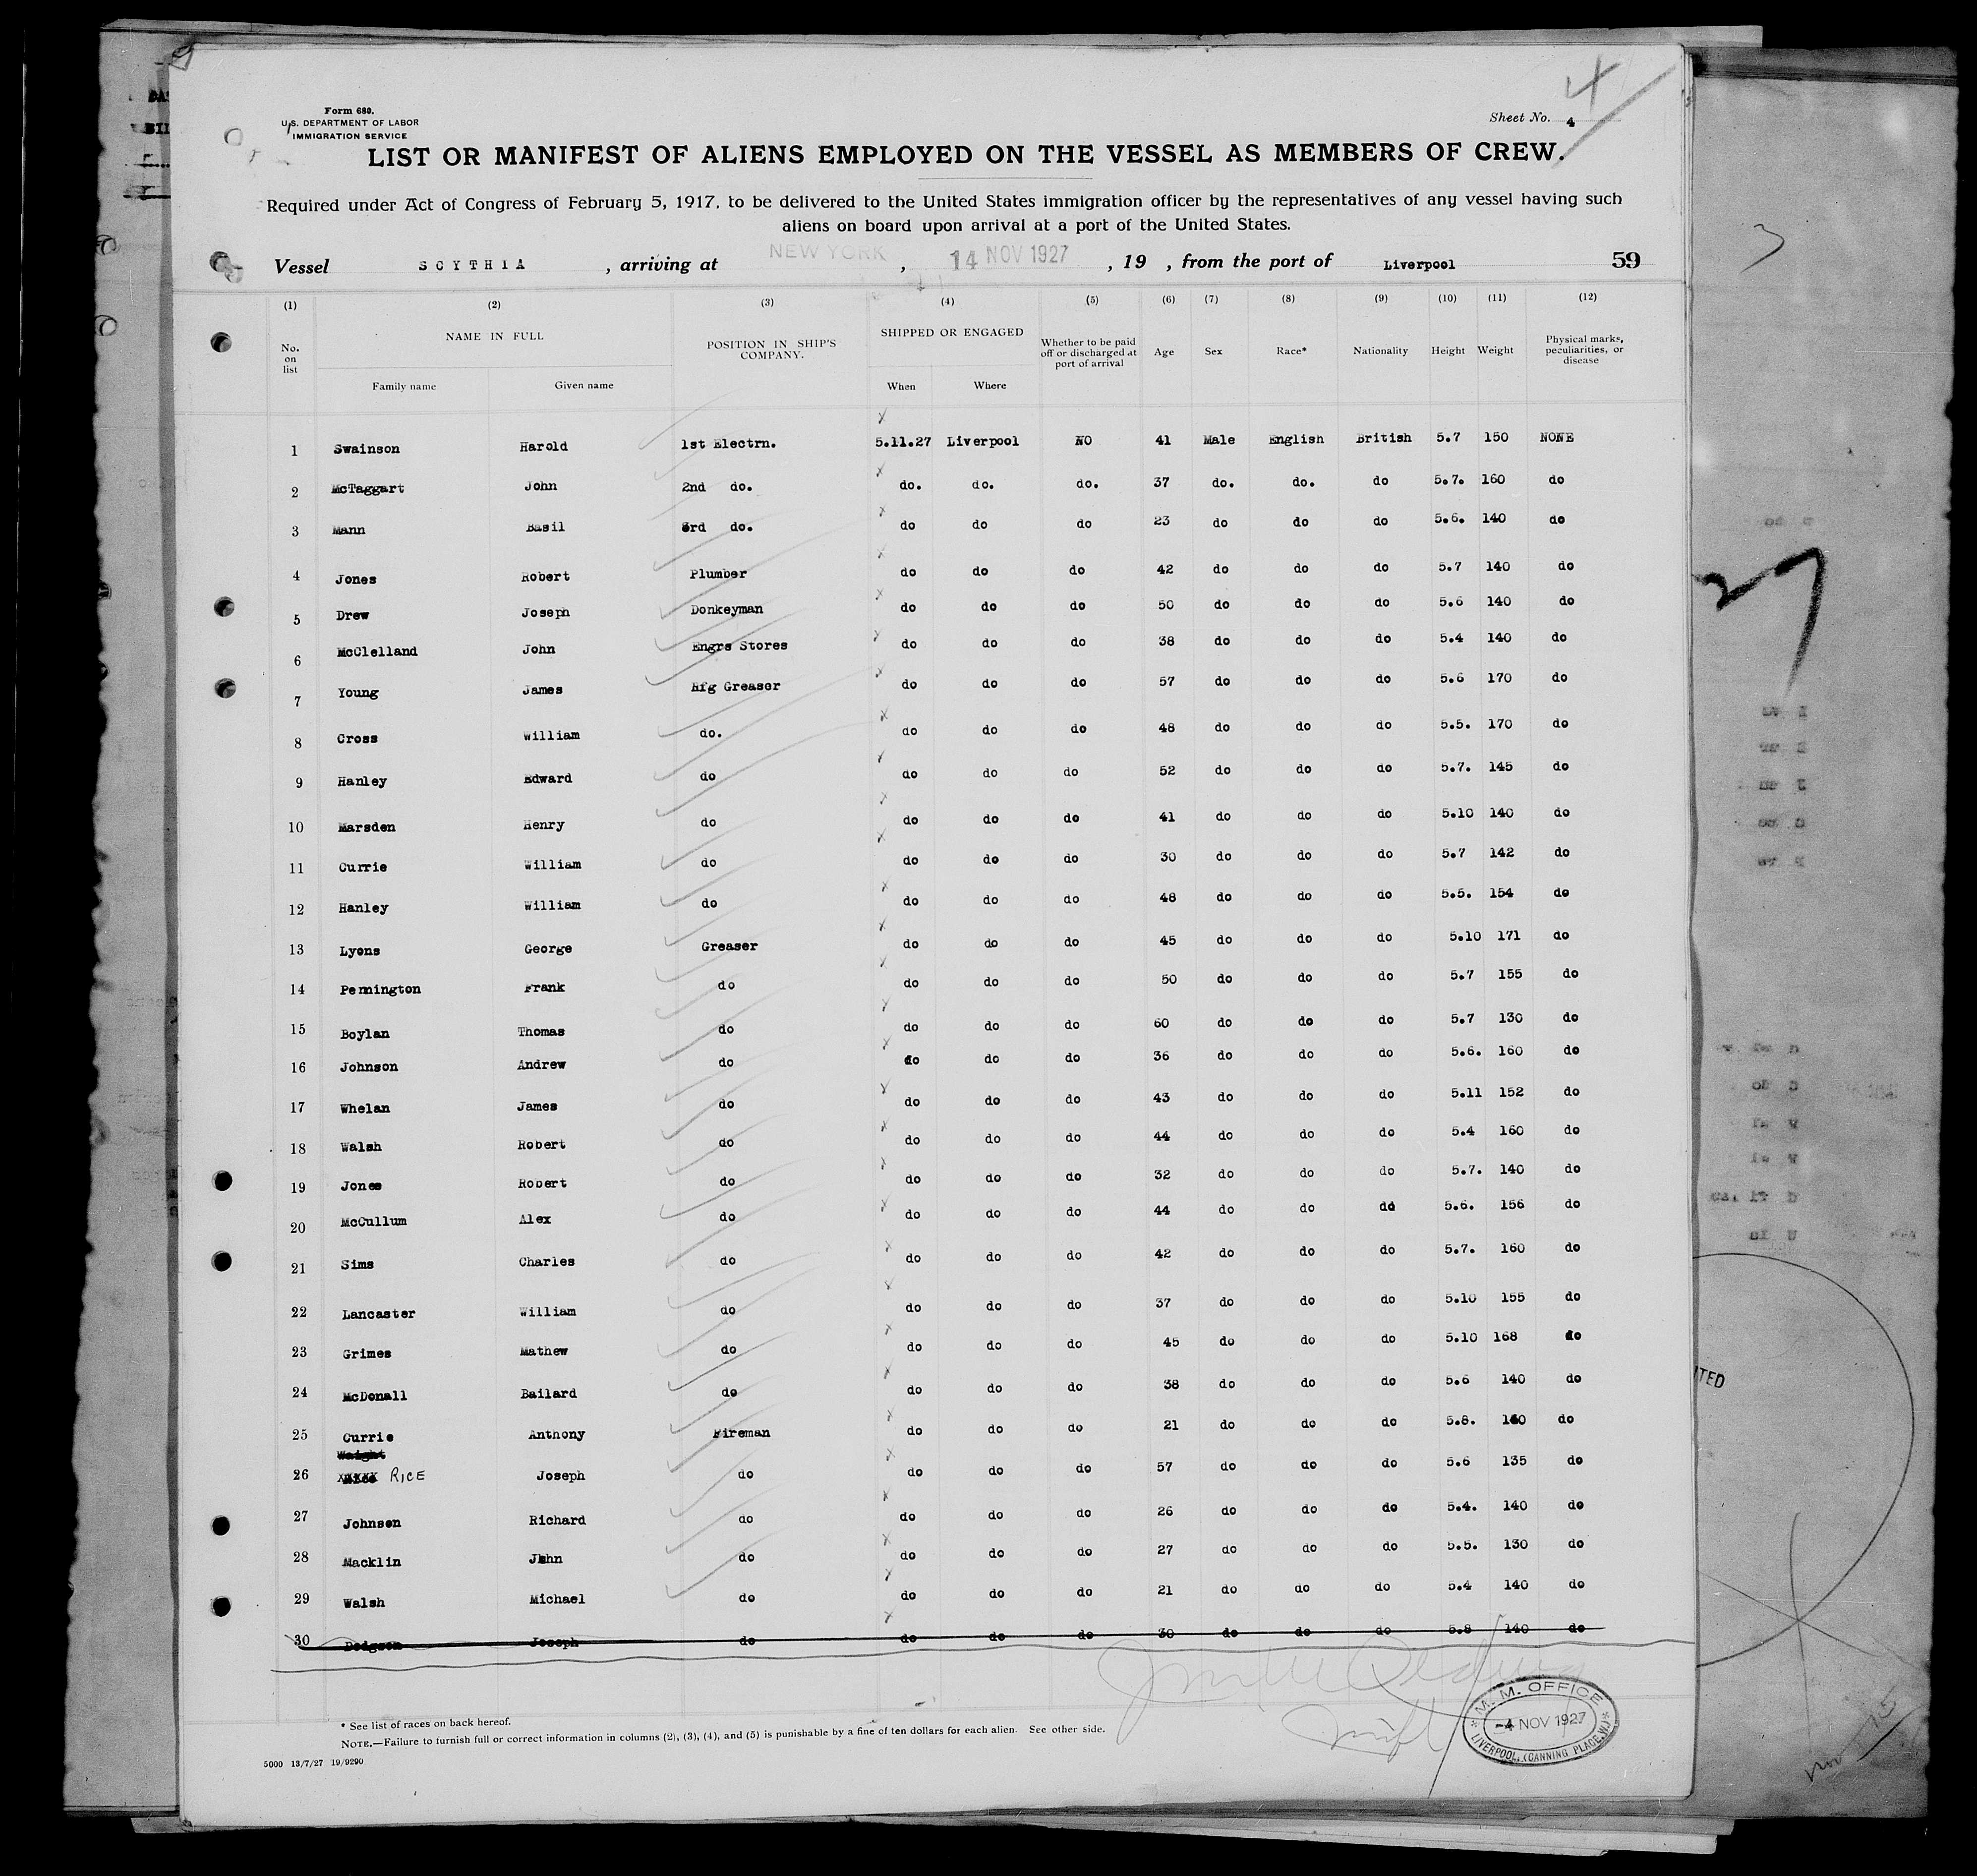 4
Form 680.
U.S. DEPARTMENT OF LABOR
IMMIGRATION SERVICE
Sheet No. 4
LIST OR MANIFEST OF ALIENS EMPLOYED ON THE VESSEL AS MEMBERS OF CREW.
Required under Act of Congress of February 5, 1917, to be delivered to the United States immigration officer by the representatives of any vessel having such
aliens on board upon arrival at a port of the United States.
Vessel SCYTHIA, arriving at NEW YORK, 14 NOV 1927, 19 , from the port of Liverpool 59
(1) (2) (3) (4) (5) (6) (7) (8) (9) (10) (11) (12)
No. on list NAME IN FULL Family name Given name POSITION IN SHIP'S COMPANY. SHIPPED OR ENGAGED When Where Whether to be paid off or discharged at port of arrival Age Sex Race* Nationality Height Weight Physical marks, peculiarities, or disease
1 Swainson Harold 1st Electrn. 5.11.27 Liverpool NO 41 Male English British 5.7 150 NONE
2 McTaggart John 2nd do. do. do. do. 37 do. do. do 5.7. 160 do
3 Mann Basil 3rd do. do do do 23 do do do 5.6. 140 do
4 Jones Robert Plumber do do do 42 do do do 5.7 140 do
5 Drew Joseph Donkeyman do do do 50 do do do 5.6 140 do
6 McClelland John Engrs Stores do do do 38 do do do 5.4 140 do
7 Young James Rfg Greaser do do do 57 do do do 5.6 170 do
8 Cross William do. do do do 48 do do do 5.5. 170 do
9 Hanley Edward do do do do 52 do do do 5.7. 145 do
10 Marsden Henry do do do do 41 do do do 5.10 140 do
11 Currie William do do do do 30 do do do 5.7 142 do
12 Hanley William do do do do 48 do do do 5.5. 154 do
13 Lyons George Greaser do do do 45 do do do 5.10 171 do
14 Pennington Frank do do do do 50 do do do 5.7 155 do
15 Boylan Thomas do do do do 60 do do do 5.7 130 do
16 Johnson Andrew do do do do 36 do do do 5.6. 160 do
17 Whelan James do do do do 43 do do do 5.11 152 do
18 Walsh Robert do do do do 44 do do do 5.4 160 do
19 Jones Robert do do do do 32 do do do 5.7. 140 do
20 McCullum Alex do do do do 44 do do dd 5.6. 156 do
21 Sims Charles do do do do 42 do do do 5.7. 160 do
22 Lancaster William do do do do 37 do do do 5.10 155 do
23 Grimes Mathew do do do do 45 do do do 5.10 168 do
24 McDonall Bailard do do do do 38 do do do 5.6 140 do
25 Currie Anthony Fireman do do do 21 do do do 5.8. do
Waight
26 RICE Joseph do do do do 57 do do do 5.6 135 do
27 Johnson Richard do do do do 26 do do do 5.4. 140 do
28 Macklin John do do do do 27 do do do 5.5. 130 do
29 Walsh Michael do do do do 21 do do do 5.4 140 do
30 Dodgson Joseph do do do do 30 do do do 5.8 140 do
* See list of races on back hereof.
NOTE.—Failure to furnish full or correct information in columns (2), (3), (4), and (5) is punishable by a fine of ten dollars for each alien. See other side.
5000 13/7/27 19/9290
M. M. OFFICE
-4 NOV 1927
LIVERPOOL, (CANNING PLACE, W.)